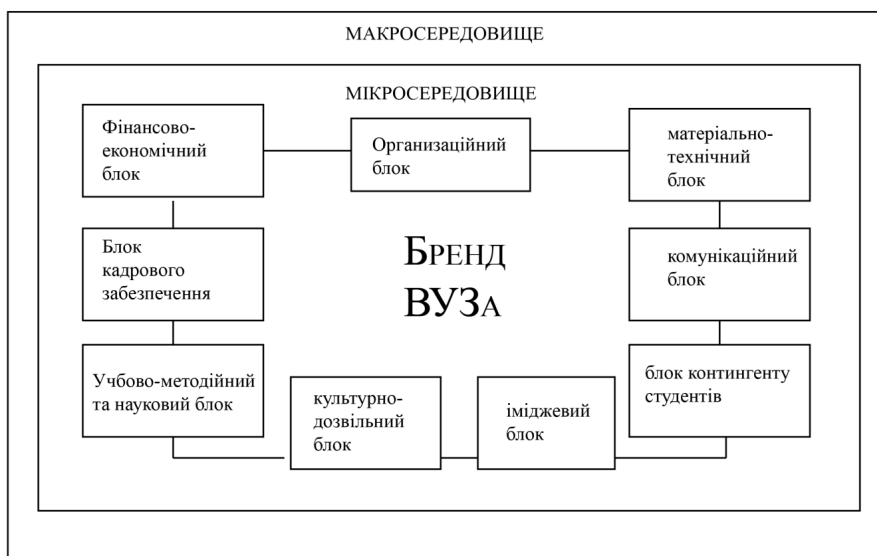 МАКРОСЕРЕДОВИЩЕ
МІКРОСЕРЕДОВИЩЕ
Фінансово-
економічний
блок
Организаційний
блок
матеріально-
технічний
блок
Блок
кадрового
забезпечення
Бренд
ВУЗа
комунікаційний
блок
Учбово-методійний
та науковий блок
культурно-
дозвільний
блок
іміджевий
блок
блок контингенту
студентів